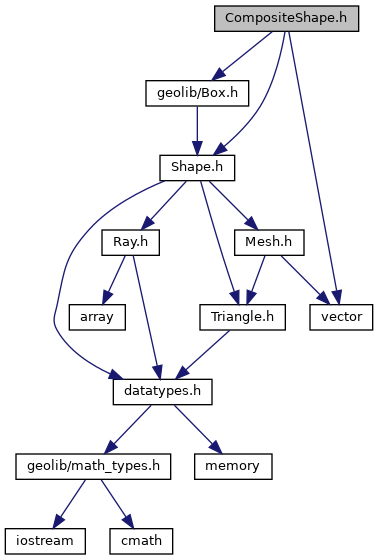 CompositeShape.h
geolib/Box.h
Shape.h
Ray.h
Mesh.h
array
Triangle.h
vector
datatypes.h
geolib/math_types.h
memory
iostream
cmath